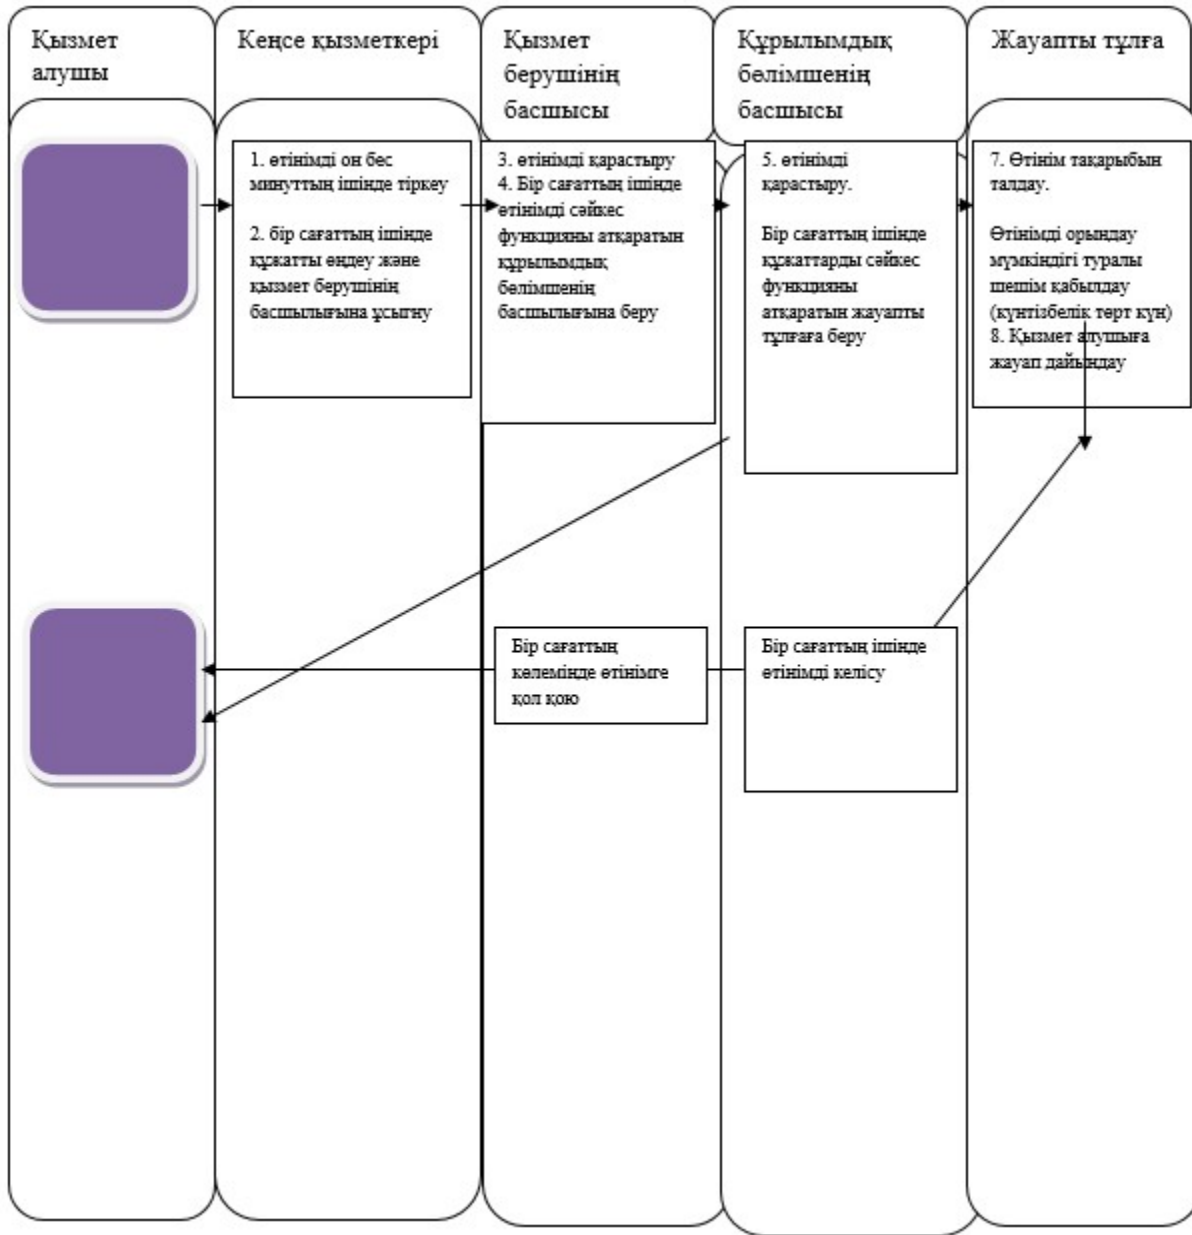 Қызмет
алушы
Кеңсе қызметкері
Қызмет
берушінің
басшысы
Құрылымдық
бөлімшенің
басшысы
Жауапты тұлға
1. өтінімді он бес
минуттың ішінде тіркеу
2. бір сағаттың ішінде
құжатты өңдеу және
қызмет берушінің
басшылығына ұсыгну
3. өтінімді қарастыру
4. Бір сағаттың ішінде
өтінімді сәйкес
функцияны атқаратын
құрылымдық
бөлімшенің
басшылығына беру
5. өтінімді
қарастыру.
Бір сағаттың ішінде
құжаттарды сәйкес
функцияны
атқаратын жауапты
тұлғаға беру
7. Өтінім тақарыбын
талдау.
Өтінімді орындау
мүмкіндігі туралы
шешім қабылдау
(күнтізбелік төрт күн)
8. Қызмет алушыға
жауап дайындау
Бір сағаттың
көлемінде өтінімге
қол қою
Бір сағаттың ішінде
өтінімді келісу